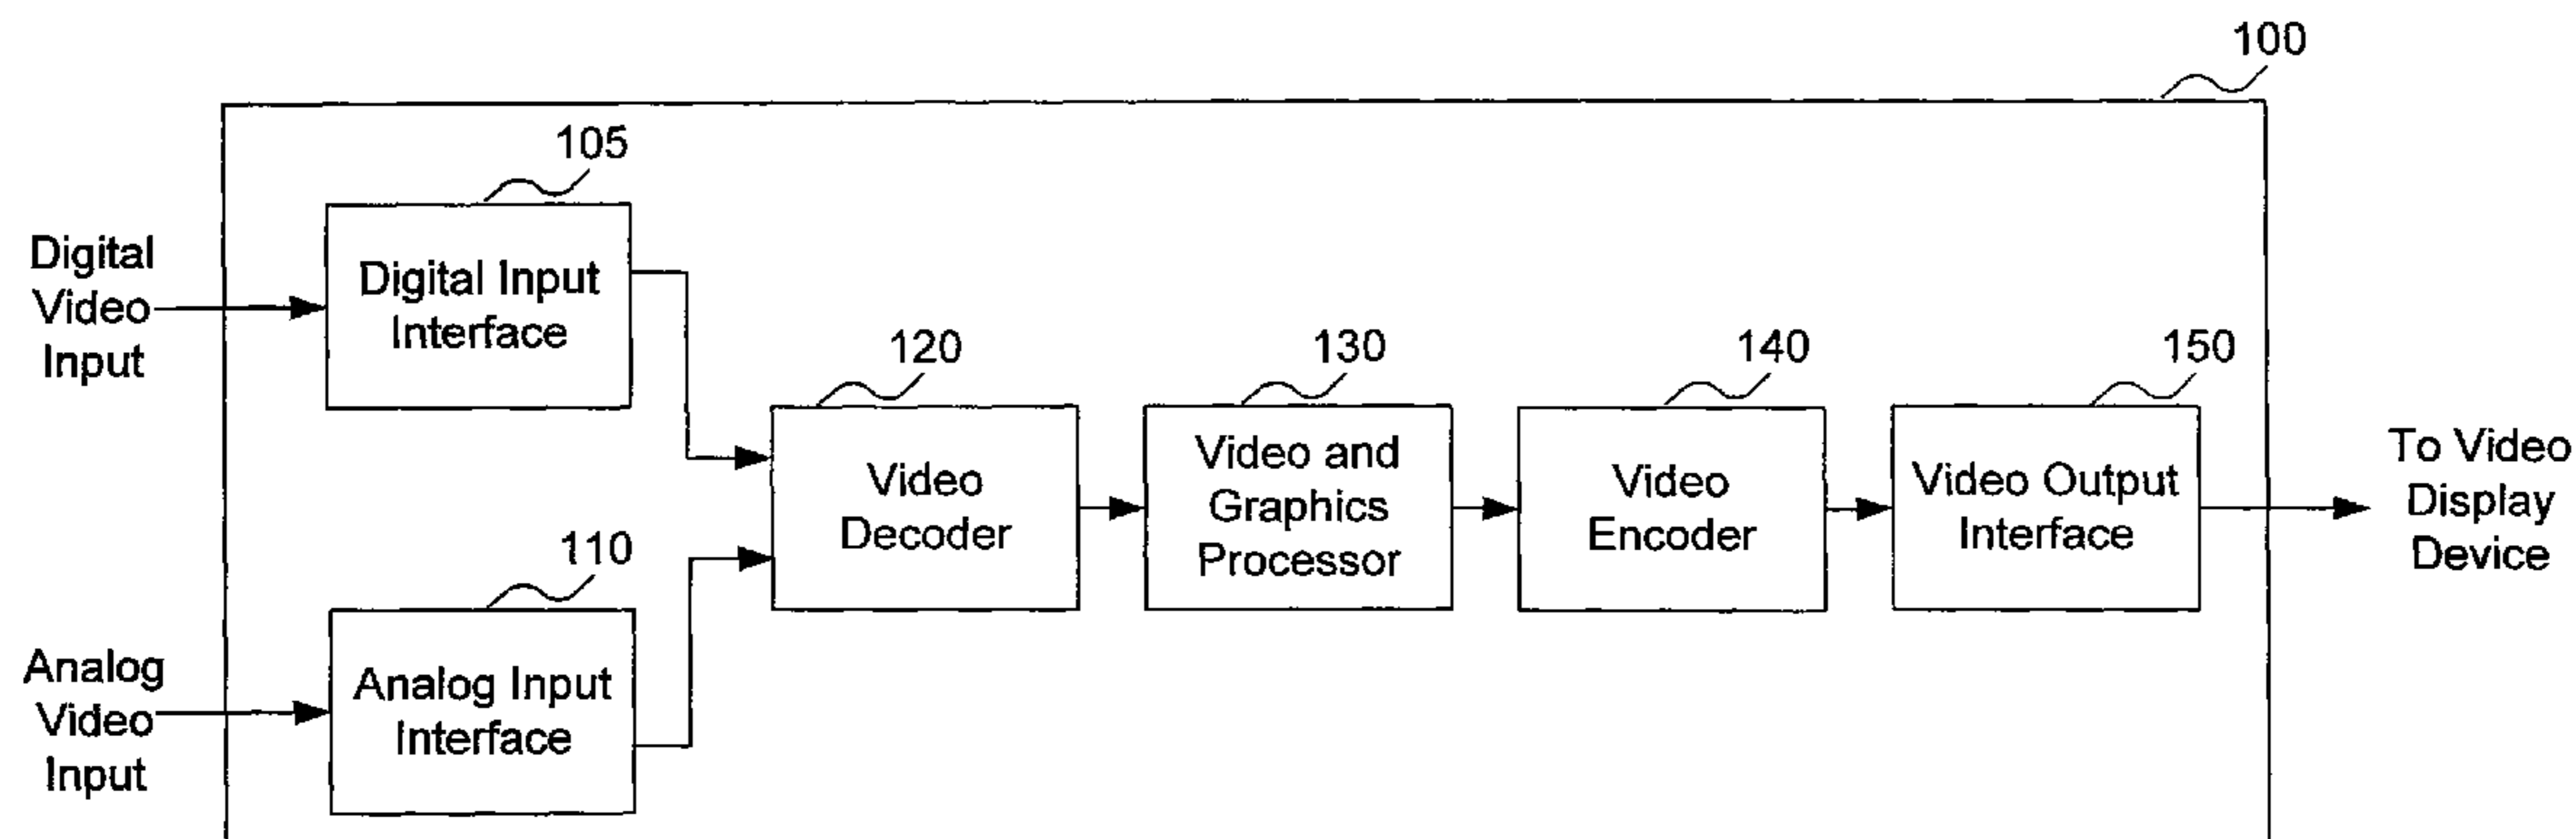 100
105
Digital
Video
Input
Digital Input
Interface
120
130
140
150
Video
Decoder
Video and
Graphics
Processor
Video
Encoder
Video Output
Interface
To Video
Display
Device
110
Analog
Video
Input
Analog Input
Interface